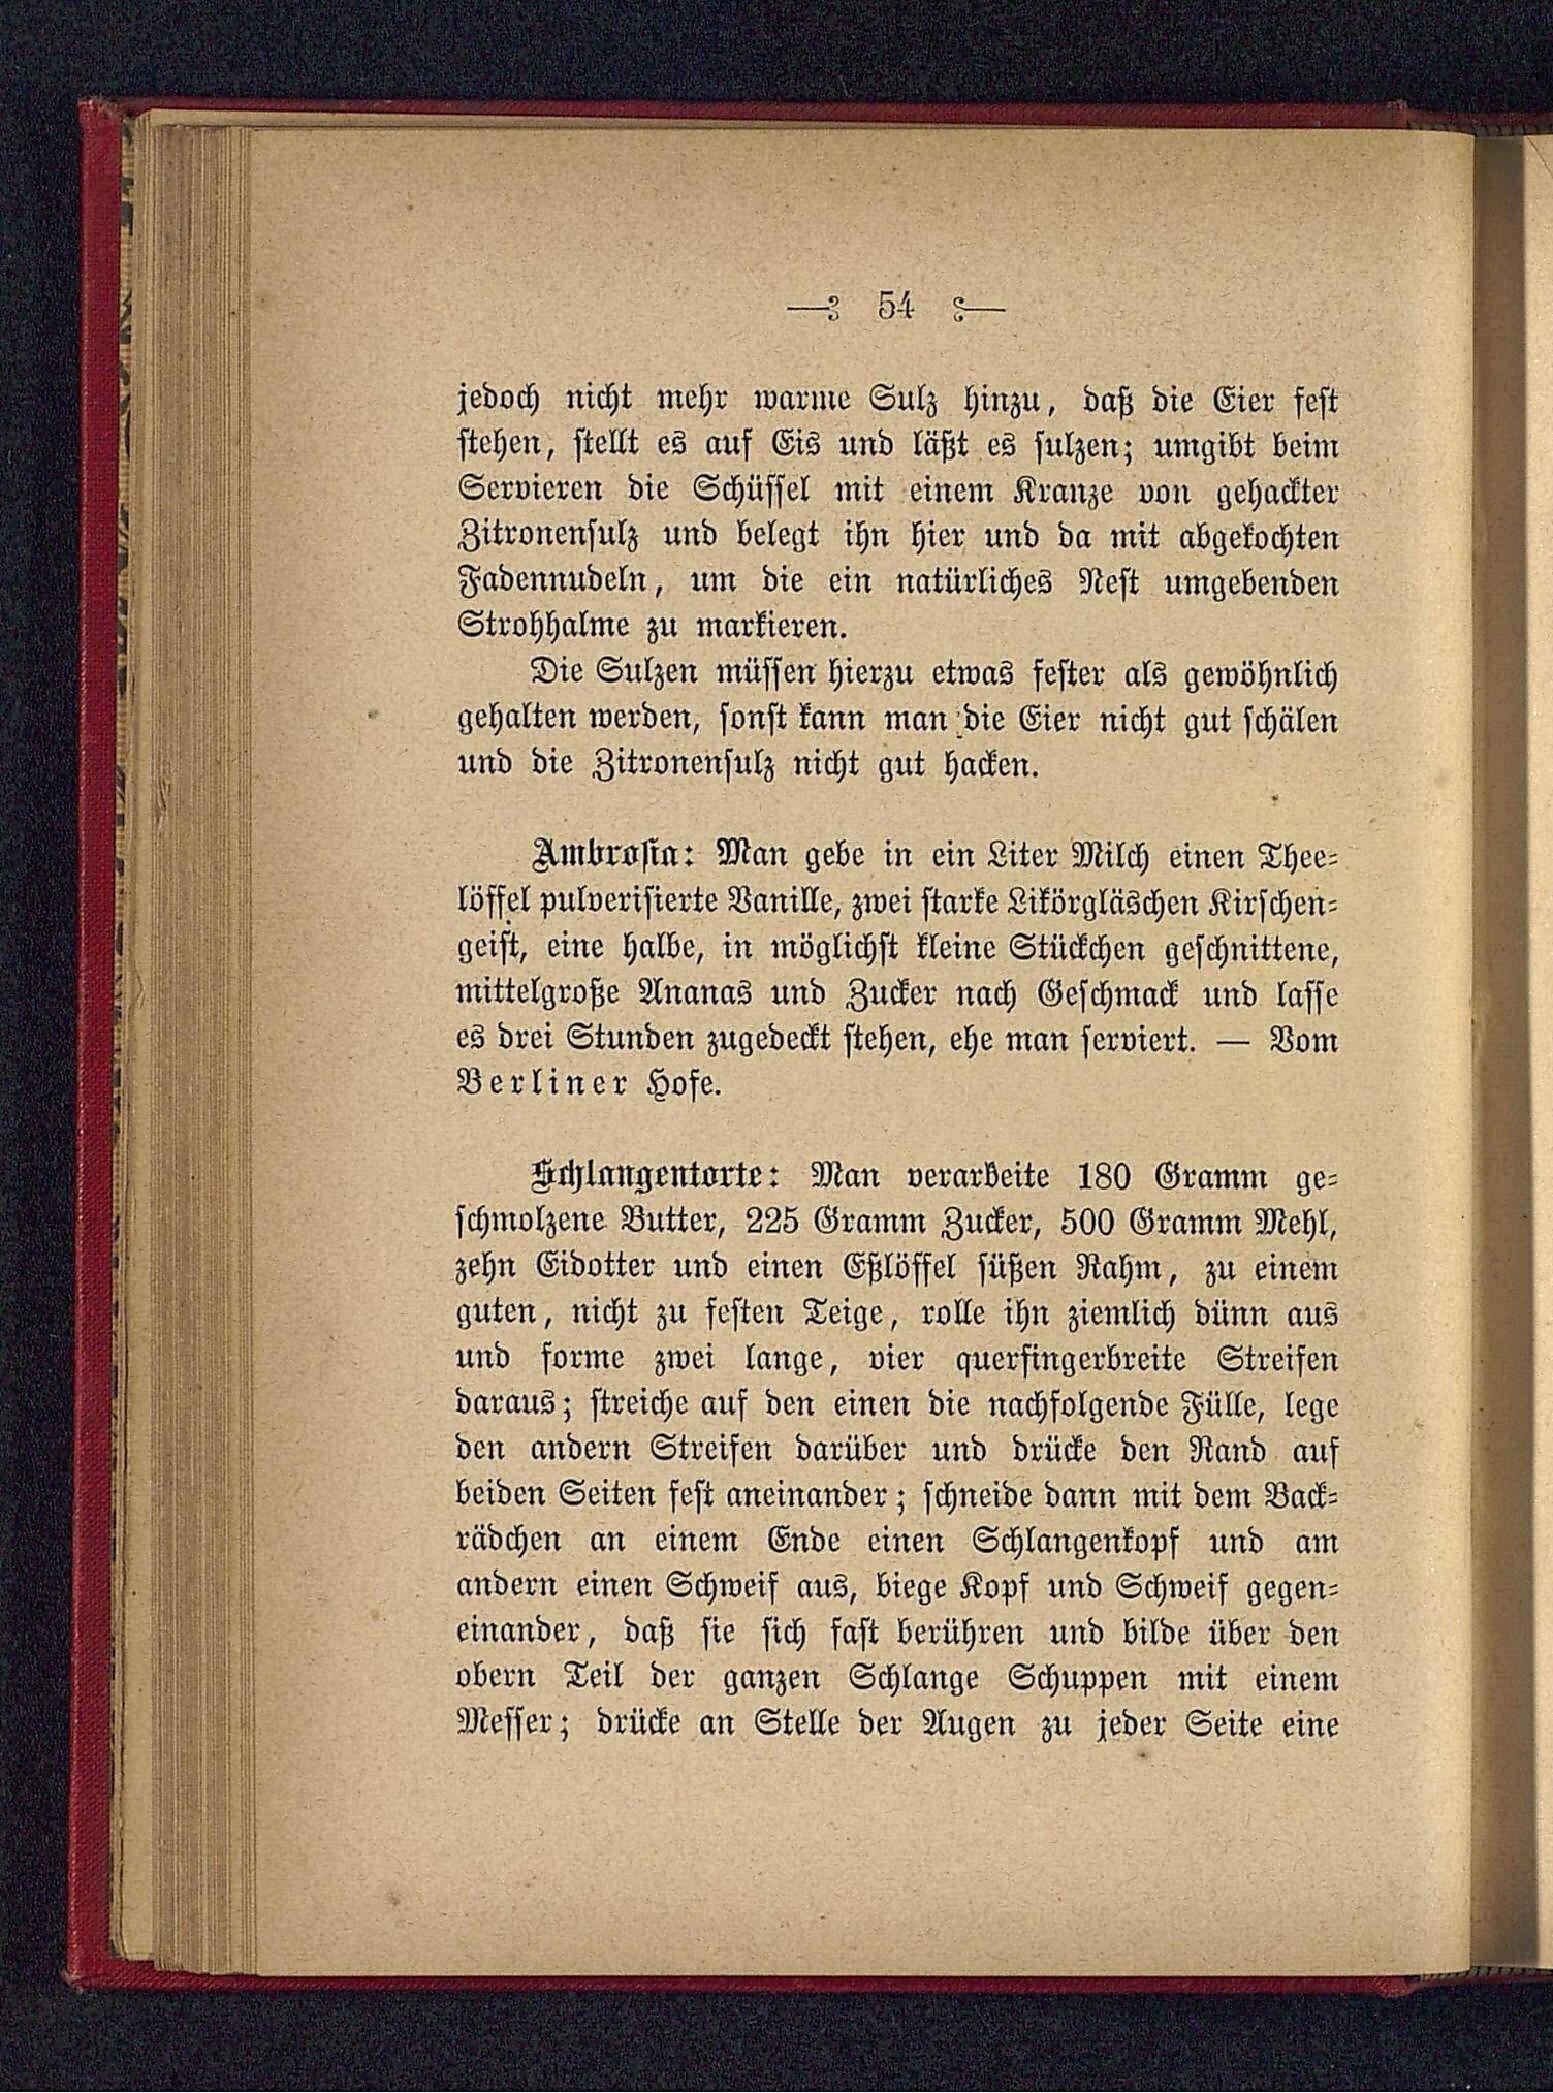 54
jedoch nicht mehr warme Sulz hinzu, daß die Eier fest
stehen, stellt es auf Eis und läßt es sulzen; umgibt beim
Servieren die Schüssel mit einem Kranze von gehackter
Zitronensulz und belegt ihn hier und da mit abgekochten
Fadennudeln, um die ein natürliches Nest umgebenden
Strohhalme zu markieren.
Die Sulzen müssen hierzu etwas fester als gewöhnlich
gehalten werden, sonst kann man die Eier nicht gut schälen
und die Zitronensulz nicht gut hacken.
Ambrosia: Man gebe in ein Liter Milch einen Thee-
löffel pulverisierte Vanille, zwei starke Likörgläschen Kirschen-
geist, eine halbe, in möglichst kleine Stückchen geschnittene,
mittelgroße Ananas und Zucker nach Geschmack und lasse
es drei Stunden zugedeckt stehen, ehe man serviert. — Vom
Berliner Hofe.
Schlangentorte: Man verarbeite 180 Gramm ge-
schmolzene Butter, 225 Gramm Zucker, 500 Gramm Mehl,
zehn Eidotter und einen Eßlöffel süßen Rahm, zu einem
guten, nicht zu festen Teige, rolle ihn ziemlich dünn aus
und forme zwei lange, vier querfingerbreite Streifen
daraus; streiche auf den einen die nachfolgende Fülle, lege
den andern Streifen darüber und drücke den Rand auf
beiden Seiten fest aneinander; schneide dann mit dem Back-
rädchen an einem Ende einen Schlangenkopf und am
andern einen Schweif aus, biege Kopf und Schweif gegen-
einander, daß sie sich fast berühren und bilde über den
obern Teil der ganzen Schlange Schuppen mit einem
Messer; drücke an Stelle der Augen zu jeder Seite eine